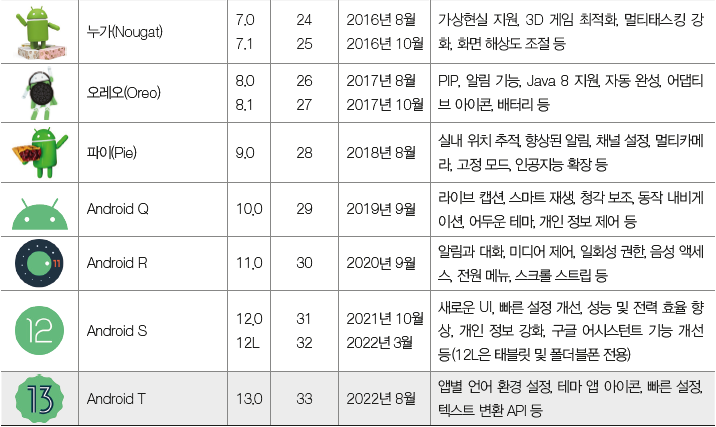 누가(Nougat) 7.0 24 2016년 8월 가상현실 지원, 3D 게임 최적화, 멀티태스킹 강
7.1 25 2016년 10월 화, 화면 해상도 조절 등
오레오(Oreo) 8.0 26 2017년 8월 PIP, 알림 기능, Java 8 지원, 자동 완성, 어댑티
8.1 27 2017년 10월 브 아이콘, 배터리 등
파이(Pie) 9.0 28 2018년 8월 실내 위치 추적, 향상된 알림, 채널 설정, 멀티카메
라, 고정 모드, 인공지능 확장 등
Android Q 10.0 29 2019년 9월 라이브 캡션, 스마트 재생, 청각 보조, 동작 내비게
이션, 어두운 테마, 개인 정보 제어 등
11 Android R 11.0 30 2020년 9월 알림과 대화, 미디어 제어, 일회성 권한, 음성 액세
스, 전원 메뉴, 스크롤 스트립 등
12 Android S 12.0 31 2021년 10월 새로운 UI, 빠른 설정 개선, 성능 및 전력 효율 향
12L 32 2022년 3월 상, 개인 정보 강화, 구글 어시스턴트 기능 개선
등(12L은 태블릿 및 폴더블폰 전용)
13 Android T 13.0 33 2022년 8월 앱별 언어 환경 설정, 테마 앱 아이콘, 빠른 설정,
텍스트 변환 API 등